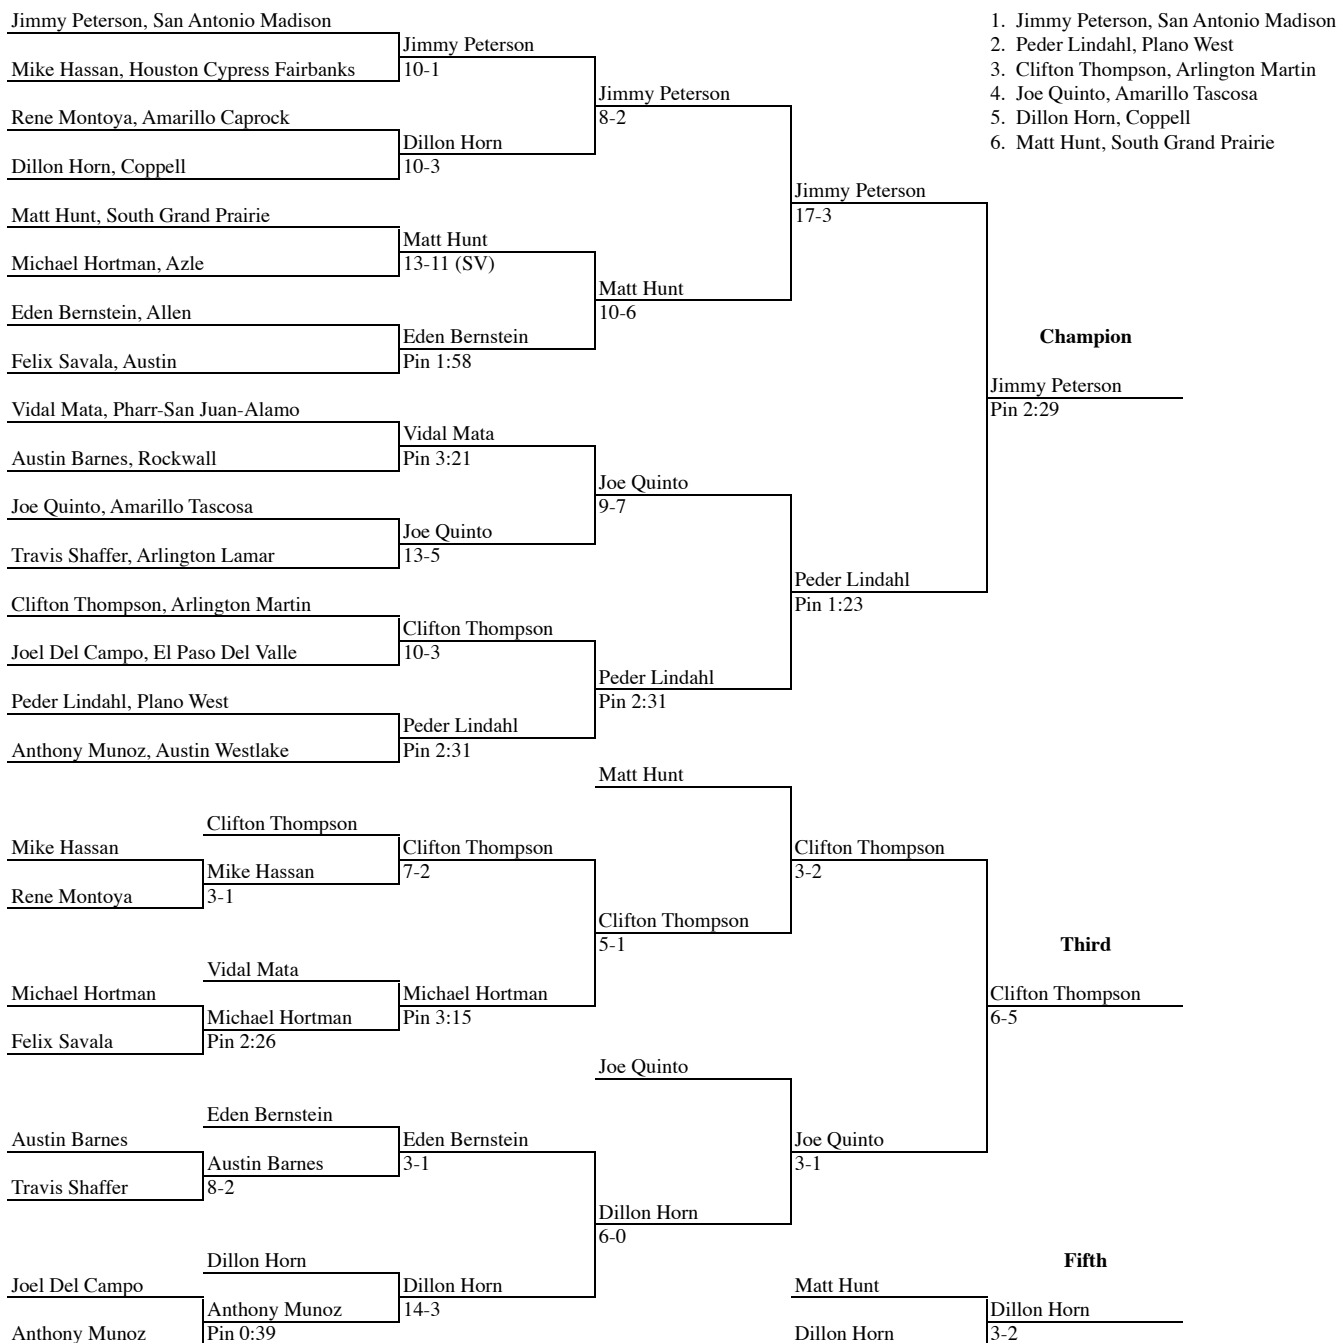 Jimmy Peterson, San Antonio Madison
Jimmy Peterson
Mike Hassan, Houston Cypress Fairbanks
10-1
Jimmy Peterson
Rene Montoya, Amarillo Caprock
8-2
Dillon Horn
Dillon Horn, Coppell
10-3
Jimmy Peterson
Matt Hunt, South Grand Prairie
17-3
Matt Hunt
Michael Hortman, Azle
13-11 (SV)
Matt Hunt
Eden Bernstein, Allen
10-6
Eden Bernstein
Felix Savala, Austin
Pin 1:58
Champion
Jimmy Peterson
Pin 2:29
Vidal Mata, Pharr-San Juan-Alamo
Vidal Mata
Austin Barnes, Rockwall
Pin 3:21
Joe Quinto
Joe Quinto, Amarillo Tascosa
9-7
Joe Quinto
Travis Shaffer, Arlington Lamar
13-5
Peder Lindahl
Clifton Thompson, Arlington Martin
Pin 1:23
Clifton Thompson
Joel Del Campo, El Paso Del Valle
10-3
Peder Lindahl
Peder Lindahl, Plano West
Pin 2:31
Peder Lindahl
Anthony Munoz, Austin Westlake
Pin 2:31
1. Jimmy Peterson, San Antonio Madison
2. Peder Lindahl, Plano West
3. Clifton Thompson, Arlington Martin
4. Joe Quinto, Amarillo Tascosa
5. Dillon Horn, Coppell
6. Matt Hunt, South Grand Prairie
Matt Hunt
Clifton Thompson
Mike Hassan
Clifton Thompson
Clifton Thompson
Mike Hassan
7-2
3-2
Rene Montoya
3-1
Clifton Thompson
5-1
Third
Vidal Mata
Michael Hortman
Michael Hortman
Clifton Thompson
Michael Hortman
Pin 3:15
6-5
Felix Savala
Pin 2:26
Joe Quinto
Eden Bernstein
Austin Barnes
Eden Bernstein
Joe Quinto
Austin Barnes
3-1
3-1
Travis Shaffer
8-2
Dillon Horn
6-0
Dillon Horn
Fifth
Joel Del Campo
Dillon Horn
Matt Hunt
Anthony Munoz
14-3
Dillon Horn
Anthony Munoz
Pin 0:39
Dillon Horn
3-2